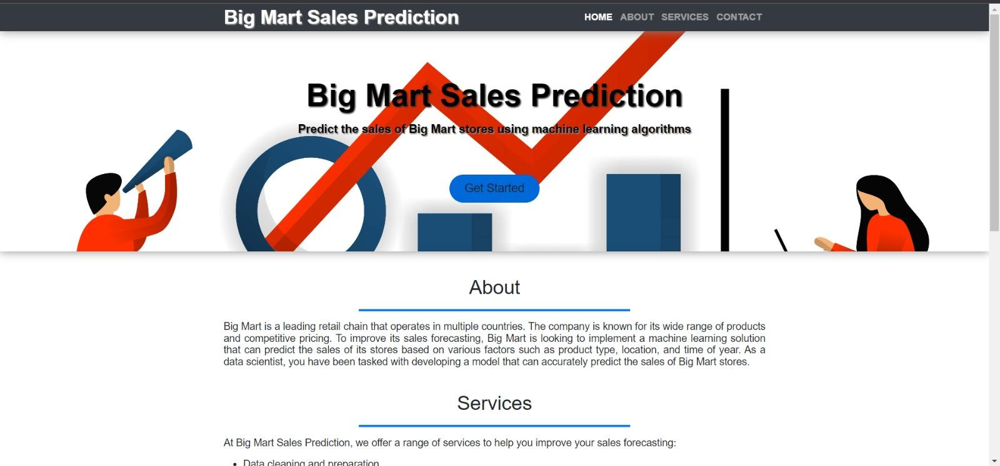 Big Mart Sales Prediction
HOME ABOUT SERVICES CONTACT
Big Mart Sales Prediction
Predict the sales of Big Mart stores using machine learning algorithms
Get Started
About
Big Mart is a leading retail chain that operates in multiple countries. The company is known for its wide range of products
and competitive pricing. To improve its sales forecasting, Big Mart is looking to implement a machine learning solution
that can predict the sales of its stores based on various factors such as product type, location, and time of year. As a
data scientist, you have been tasked with developing a model that can accurately predict the sales of Big Mart stores.
Services
At Big Mart Sales Prediction, we offer a range of services to help you improve your sales forecasting:
• Data cleaning and preparation